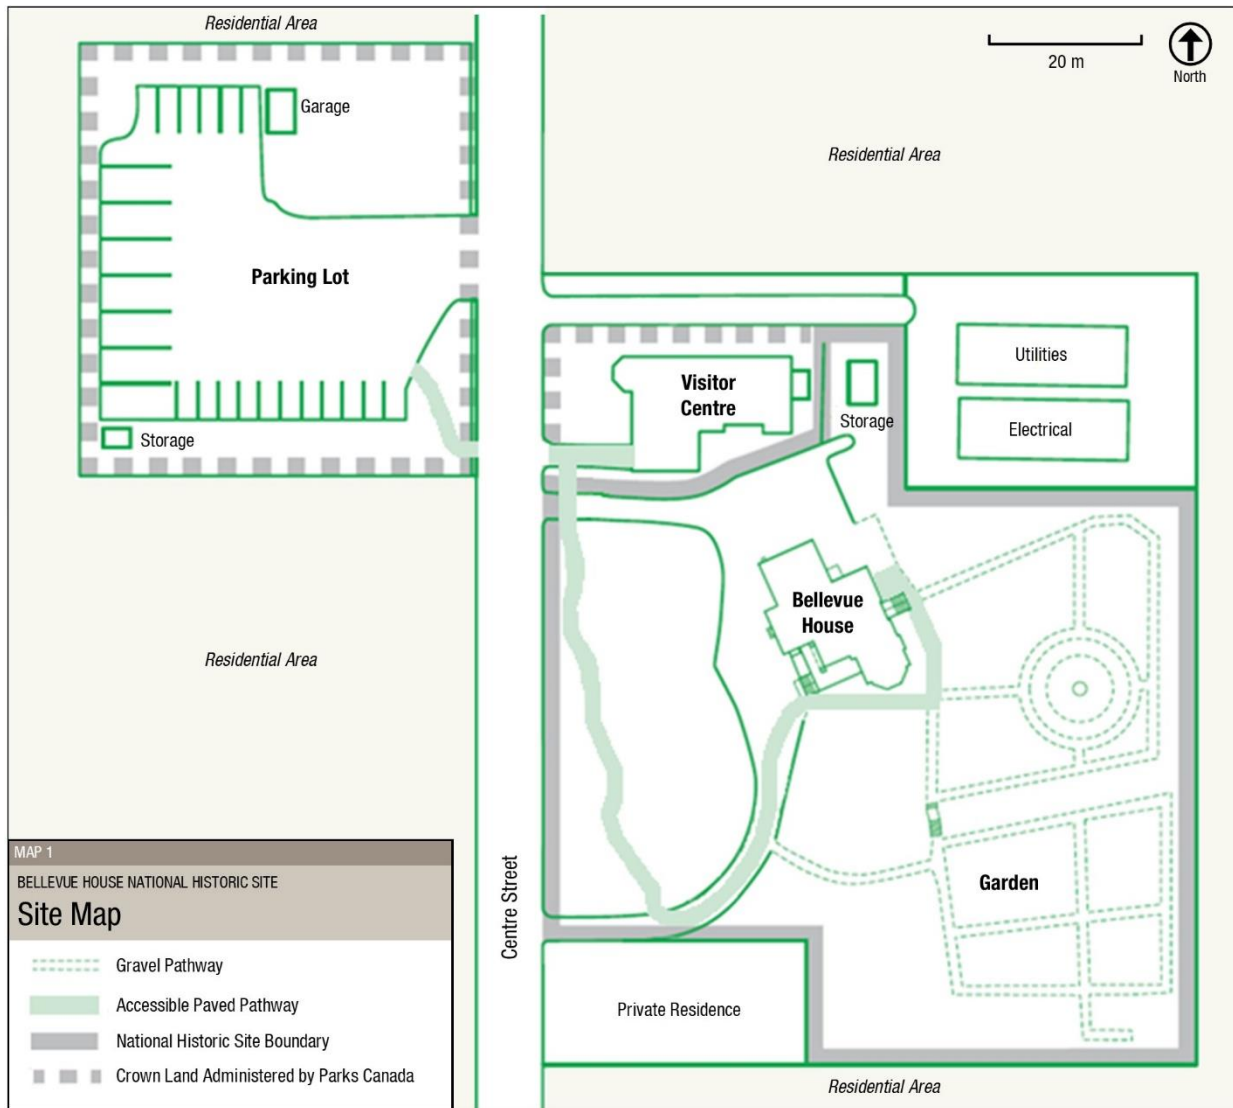 Residential Area
20 m
North
Garage
Residential Area
Parking Lot
Utilities
Visitor
Centre
Storage
Electrical
Storage
Bellevue
House
Residential Area
Garden
Centre Street
Private Residence
Residential Area
MAP 1
BELLEVUE HOUSE NATIONAL HISTORIC SITE
Site Map
Gravel Pathway
Accessible Paved Pathway
National Historic Site Boundary
Crown Land Administered by Parks Canada